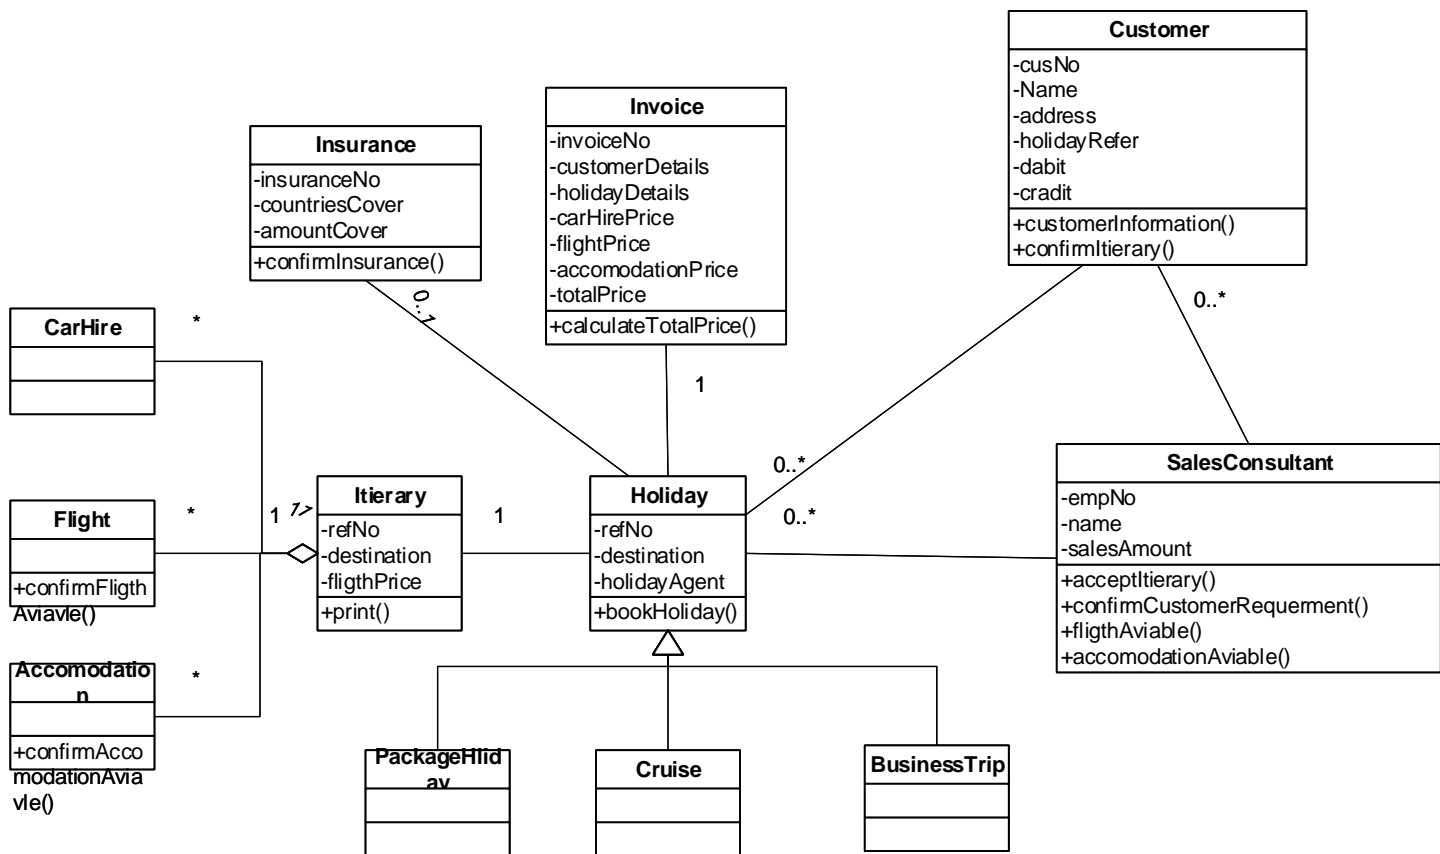 Customer
-cusNo
-Name
-address
-holidayRefer
-dabit
-cradit
+customerInformation()
+confirmItierary()
Invoice
-invoiceNo
-customerDetails
-holidayDetails
-carHirePrice
-flightPrice
-accomodationPrice
-totalPrice
+calculateTotalPrice()
Insurance
-insuranceNo
-countriesCover
-amountCover
+confirmInsurance()
0..1
0..*
CarHire
*
1
0..*
0..*
SalesConsultant
-empNo
-name
-salesAmount
+acceptItierary()
+confirmCustomerRequerment()
+fligthAviable()
+accomodationAviable()
Flight
+confirmFligth
Aviavle()
*
1
Itierary
-refNo
-destination
-fligthPrice
+print()
1
Holiday
-refNo
-destination
-holidayAgent
+bookHoliday()
Accomodatio
n
+confirmAcco
modationAvia
vle()
*
PackageHlid
ay
Cruise
BusinessTrip